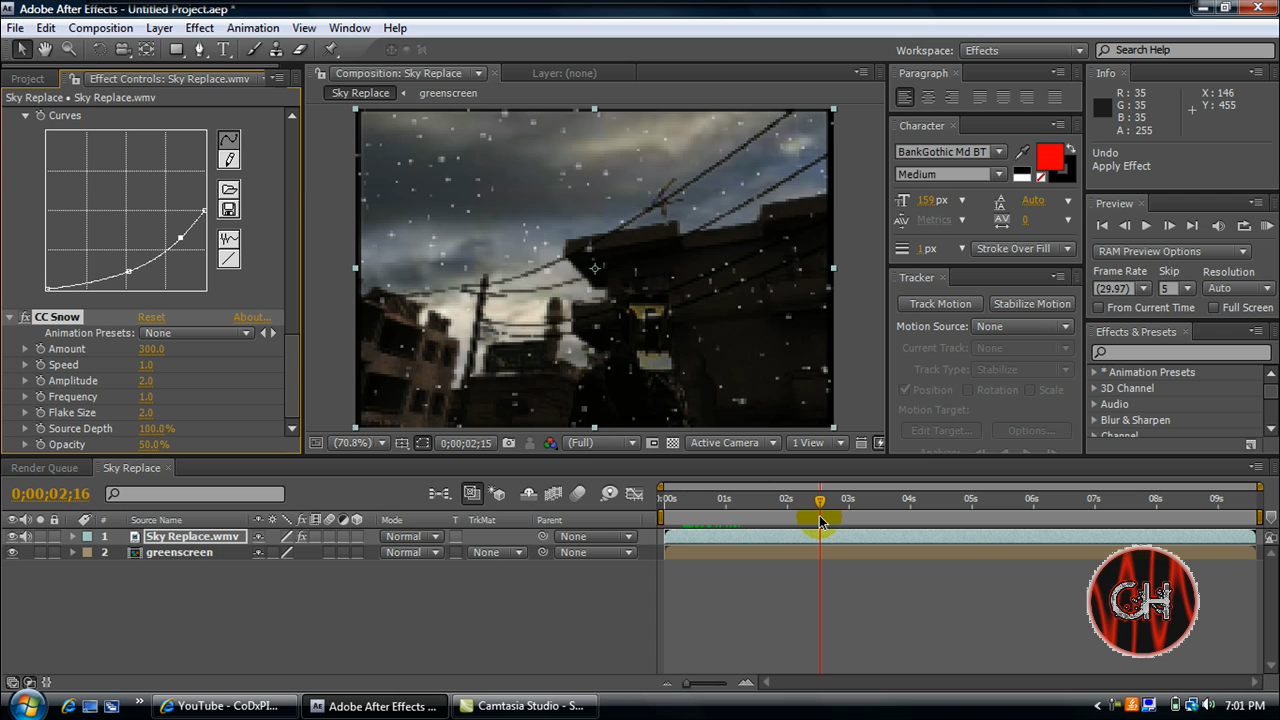 Adobe After Effects - Untitled Project.aep *
File Edit Composition Layer Effect Animation View Window Help
Workspace: Effects Search Help
Project Effect Controls: Sky Replace.wmv Composition: Sky Replace Layer: (none) Paragraph Info
Sky Replace • Sky Replace.wmv Sky Replace greenscreen
Curves
R: 35 X: 146
G: 35 Y: 455
B: 35
A: 255
Character
BankGothic Md BT
Medium
Undo
Apply Effect
159 px Auto
Metrics 0
1 px Stroke Over Fill
Preview
RAM Preview Options
Frame Rate Skip Resolution
(29.97) 5 Auto
From Current Time Full Screen
Tracker
Track Motion Stabilize Motion
Motion Source: None
Current Track: None
Track Type: Stabilize
Position Rotation Scale
Motion Target:
Edit Target... Options...
Effects & Presets
* Animation Presets
3D Channel
Audio
Blur & Sharpen
Channel
CC Snow Reset About...
Animation Presets: None
Amount 300.0
Speed 1.0
Amplitude 2.0
Frequency 1.0
Flake Size 2.0
Source Depth 100.0%
Opacity 50.0%
(70.8%) 0;00;02;15 (Full) Active Camera 1 View
Render Queue Sky Replace
0;00;02;16
:00s 01s 02s 03s 04s 05s 06s 07s 08s 09s
# Source Name Mode T TrkMat Parent
1 Sky Replace.wmv Normal None
2 greenscreen Normal None None
CH
YouTube - CoDxPI... Adobe After Effects ... Camtasia Studio - S... 7:01 PM